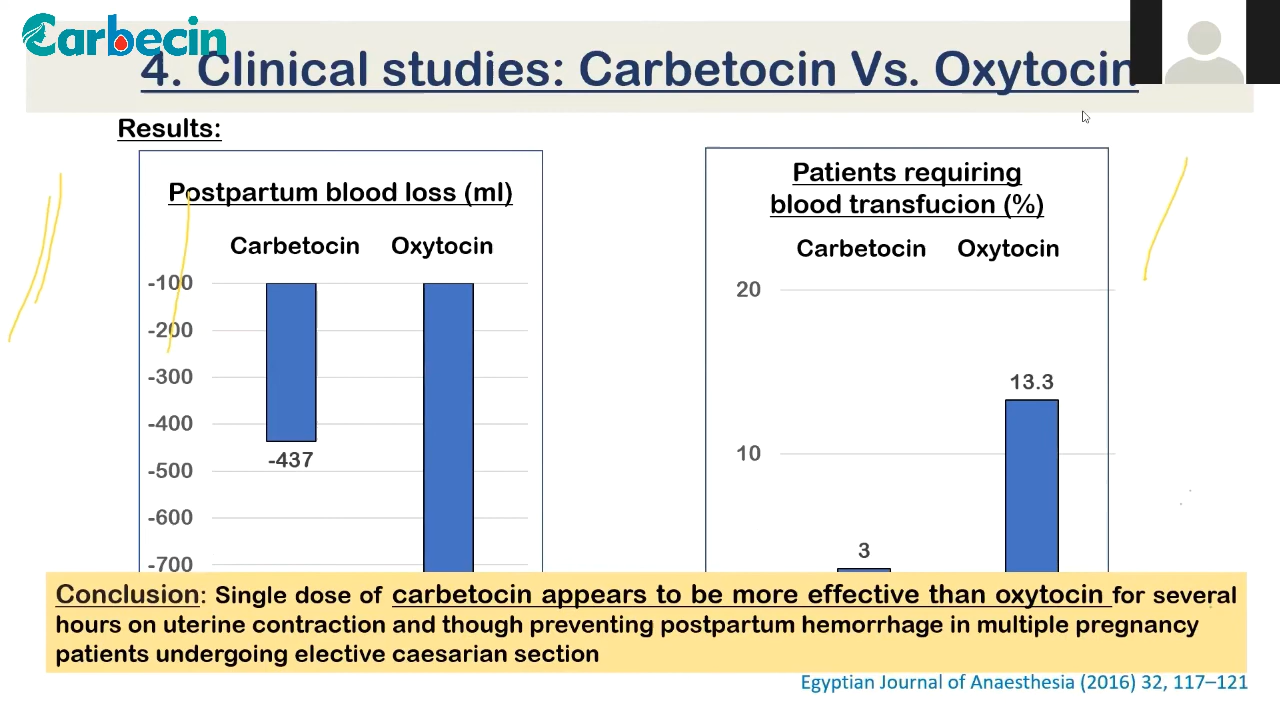 Carbecin
4. Clinical studies: Carbetocin Vs. Oxytocin
Results:
Postpartum blood loss (ml)
Carbetocin Oxytocin
-100
-200
-300
-400
-437
-500
-600
-700
Patients requiring
blood transfucion (%)
Carbetocin Oxytocin
20
13.3
10
3
Conclusion: Single dose of carbetocin appears to be more effective than oxytocin for several
hours on uterine contraction and though preventing postpartum hemorrhage in multiple pregnancy
patients undergoing elective caesarian section
Egyptian Journal of Anaesthesia (2016) 32, 117–121